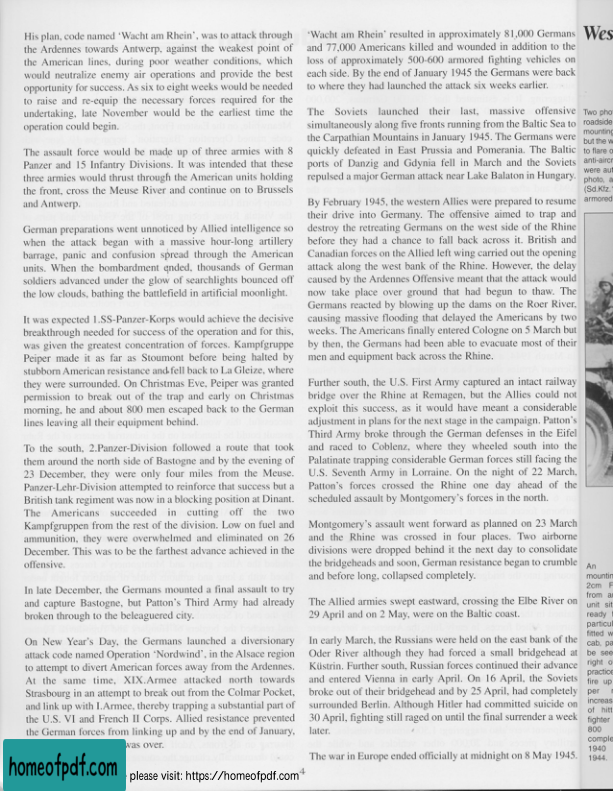 His plan, code named ‘Wacht am Rhein’, was to attack through
the Ardennes towards Antwerp, against the weakest point of
the American lines, during poor weather conditions, which
would neutralize enemy air operations and provide the best
opportunity for success. As six to eight weeks would be needed
to raise and re-equip the necessary forces required for the
undertaking, late November would be the earliest time the
operation could begin.
The assault force would be made up of three armies with 8
Panzer and 15 Infantry Divisions. It was intended that these
three armies would thrust through the American units holding
the front, cross the Meuse River and continue on to Brussels
and Antwerp.
German preparations went unnoticed by Allied intelligence so
when the attack began with a massive hour-long artillery
barrage, panic and confusion spread through the American
units. When the bombardment ended, thousands of German
soldiers advanced under the glow of searchlights bounced off
the low clouds, bathing the battlefield in artificial moonlight.
It was expected 1.SS-Panzer-Korps would achieve the decisive
breakthrough needed for success of the operation and for this,
was given the greatest concentration of forces. Kampfgruppe
Peiper made it as far as Stoumont before being halted by
stubborn American resistance and fell back to La Gleize, where
they were surrounded. On Christmas Eve, Peiper was granted
permission to break out of the trap and early on Christmas
morning, he and about 800 men escaped back to the German
lines leaving all their equipment behind.
To the south, 2.Panzer-Division followed a route that took
them around the north side of Bastogne and by the evening of
23 December, they were only four miles from the Meuse.
Panzer-Lehr-Division attempted to reinforce that success but a
British tank regiment was now in a blocking position at Dinant.
The Americans succeeded in cutting off the two
Kampfgruppen from the rest of the division. Low on fuel and
ammunition, they were overwhelmed and eliminated on 26
December. This was to be the farthest advance achieved in the
offensive.
In late December, the Germans mounted a final assault to try
and capture Bastogne, but Patton’s Third Army had already
broken through to the beleaguered city.
On New Year’s Day, the Germans launched a diversionary
attack code named Operation ‘Nordwind’, in the Alsace region
to attempt to divert American forces away from the Ardennes.
At the same time, XIX.Armee attacked north towards
Strasbourg in an attempt to break out from the Colmar Pocket,
and link up with I.Armee, thereby trapping a substantial part of
the U.S. VI and French II Corps. Allied resistance prevented
the German forces from linking up and by the end of January,
was over.
‘Wacht am Rhein’ resulted in approximately 81,000 Germans
and 77,000 Americans killed and wounded in addition to the
loss of approximately 500-600 armored fighting vehicles on
each side. By the end of January 1945 the Germans were back
to where they had launched the attack six weeks earlier.
The Soviets launched their last, massive offensive
simultaneously along five fronts running from the Baltic Sea to
the Carpathian Mountains in January 1945. The Germans were
quickly defeated in East Prussia and Pomerania. The Baltic
ports of Danzig and Gdynia fell in March and the Soviets
repulsed a major German attack near Lake Balaton in Hungary.
By February 1945, the western Allies were prepared to resume
their drive into Germany. The offensive aimed to trap and
destroy the retreating Germans on the west side of the Rhine
before they had a chance to fall back across it. British and
Canadian forces on the Allied left wing carried out the opening
attack along the west bank of the Rhine. However, the delay
caused by the Ardennes Offensive meant that the attack would
now take place over ground that had begun to thaw. The
Germans reacted by blowing up the dams on the Roer River,
causing massive flooding that delayed the Americans by two
weeks. The Americans finally entered Cologne on 5 March but
by then, the Germans had been able to evacuate most of their
men and equipment back across the Rhine.
Further south, the U.S. First Army captured an intact railway
bridge over the Rhine at Remagen, but the Allies could not
exploit this success, as it would have meant a considerable
adjustment in plans for the next stage in the campaign. Patton’s
Third Army broke through the German defenses in the Eifel
and raced to Coblenz, where they wheeled south into the
Palatinate trapping considerable German forces still facing the
U.S. Seventh Army in Lorraine. On the night of 22 March,
Patton’s forces crossed the Rhine one day ahead of the
scheduled assault by Montgomery’s forces in the north.
Montgomery’s assault went forward as planned on 23 March
and the Rhine was crossed in four places. Two airborne
divisions were dropped behind it the next day to consolidate
the bridgeheads and soon, German resistance began to crumble
and before long, collapsed completely.
The Allied armies swept eastward, crossing the Elbe River on
29 April and on 2 May, were on the Baltic coast.
In early March, the Russians were held on the east bank of the
Oder River although they had forced a small bridgehead at
Küstrin. Further south, Russian forces continued their advance
and entered Vienna in early April. On 16 April, the Soviets
broke out of their bridgehead and by 25 April, had completely
surrounded Berlin. Although Hitler had committed suicide on
30 April, fighting still raged on until the final surrender a week
later.
The war in Europe ended officially at midnight on 8 May 1945.
Wes
Two pho
roadside
mounting
but the w
to flare o
anti-aircr
were aut
photo, a
(Sd.Kfz.
armored
An
mountin
2cm F
from a
unit sit
ready
particul
fitted w
cab, pa
be see
right o
practice
fire up
per
increas
of hitt
fighter
800
comple
1940
1944.
homeofpdf.com
please visit: https://homeofpdf.com
4